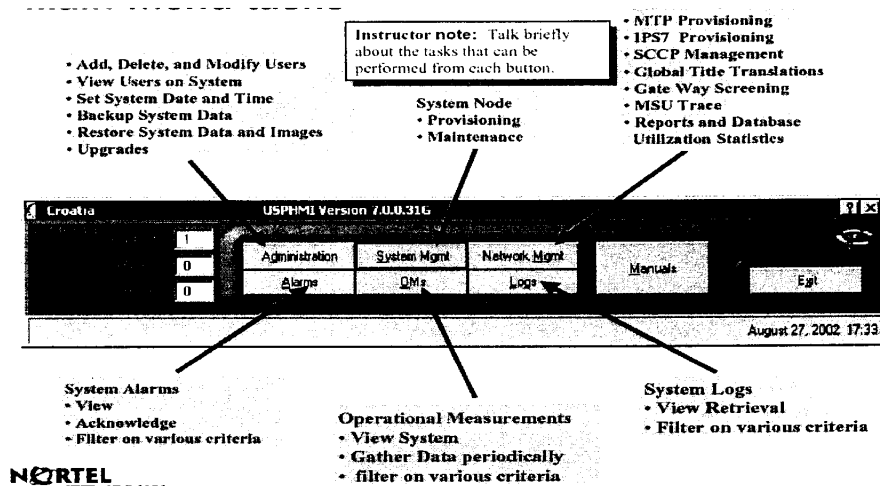 Instructor note: Talk briefly
about the tasks that can be
performed from each button.
• Add, Delete, and Modify Users
• View Users on System
• Set System Date and Time
• Backup System Data
• Restore System Data and Images
• Upgrades
System Node
• Provisioning
• Maintenance
• MTP Provisioning
• IPS7 Provisioning
• SCCP Management
• Global Title Translations
• Gate Way Screening
• MSU Trace
• Reports and Database
Utilization Statistics
Croatia USPHMI Version 7.0.0.31G
1
0
0
Administration System Mgmt Network Mgmt
Alarms OMs Logs
Manuals
Exit
August 27, 2002 17:33
System Alarms
• View
• Acknowledge
• Filter on various criteria
Operational Measurements
• View System
• Gather Data periodically
• filter on various criteria
System Logs
• View Retrieval
• Filter on various criteria
NORTEL